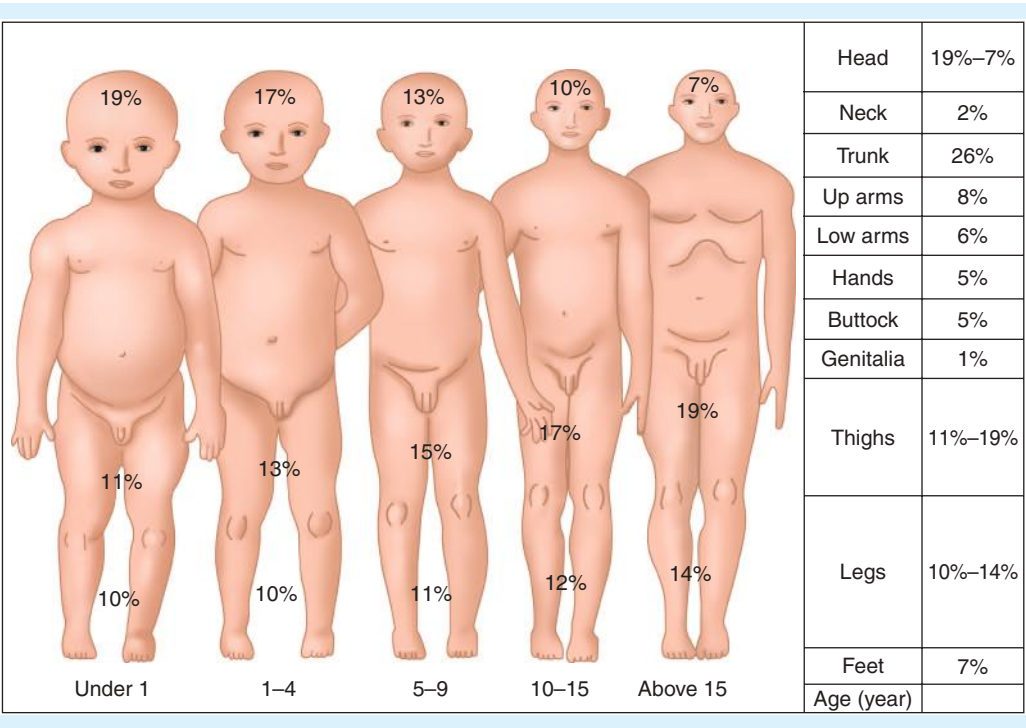 19% 17% 13% 10% 7%
11% 13% 15% 17% 19%
10% 10% 11% 12% 14%
Under 1 1–4 5–9 10–15 Above 15
Head 19%–7%
Neck 2%
Trunk 26%
Up arms 8%
Low arms 6%
Hands 5%
Buttock 5%
Genitalia 1%
Thighs 11%–19%
Legs 10%–14%
Feet 7%
Age (year)